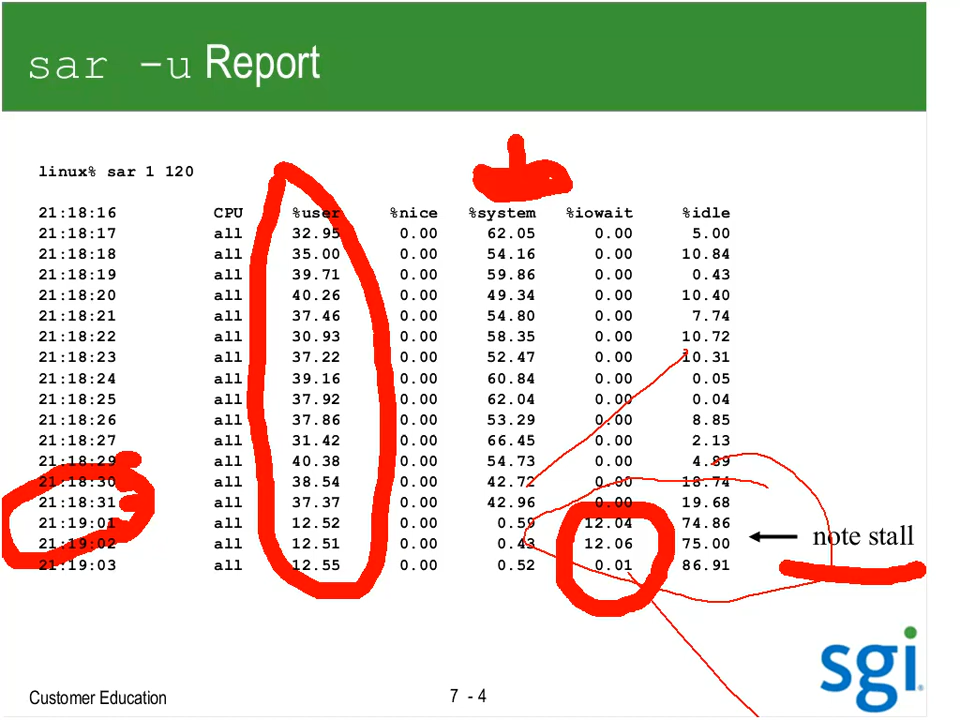 sar -u Report
linux% sar 1 120
21:18:16 CPU %user %nice %system %iowait %idle
21:18:17 all 32.95 0.00 62.05 0.00 5.00
21:18:18 all 35.00 0.00 54.16 0.00 10.84
21:18:19 all 39.71 0.00 59.86 0.00 0.43
21:18:20 all 40.26 0.00 49.34 0.00 10.40
21:18:21 all 37.46 0.00 54.80 0.00 7.74
21:18:22 all 30.93 0.00 58.35 0.00 10.72
21:18:23 all 37.22 0.00 52.47 0.00 10.31
21:18:24 all 39.16 0.00 60.84 0.00 0.05
21:18:25 all 37.92 0.00 62.04 0.00 0.04
21:18:26 all 37.86 0.00 53.29 0.00 8.85
21:18:27 all 31.42 0.00 66.45 0.00 2.13
21:18:29 all 40.38 0.00 54.73 0.00 4.89
21:18:30 all 38.54 0.00 42.72 0.00 18.74
21:18:31 all 37.37 0.00 42.96 0.00 19.68
21:19:01 all 12.52 0.00 0.59 12.04 74.86
21:19:02 all 12.51 0.00 0.43 12.06 75.00
note stall
21:19:03 all 12.55 0.00 0.52 0.01 86.91
sgi
Customer Education
7 - 4